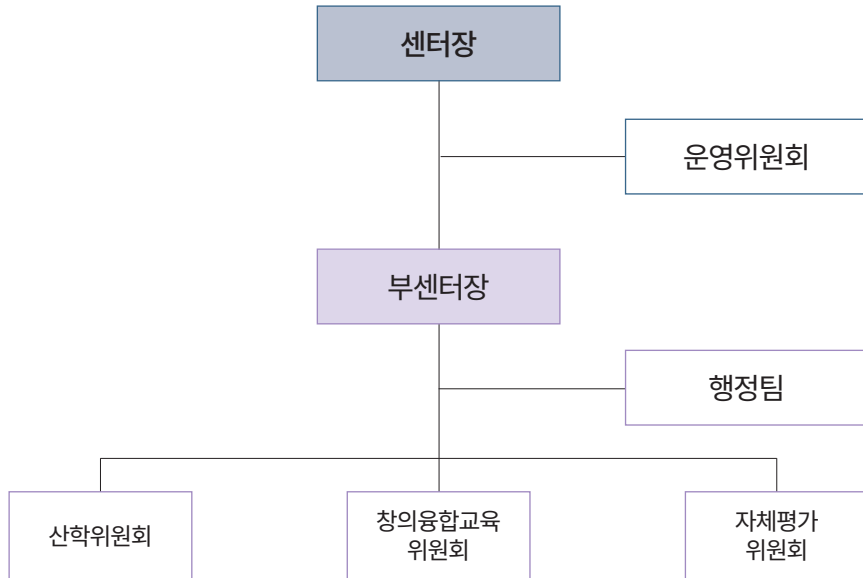 센터장
운영위원회
부센터장
행정팀
산학위원회
창의융합교육
위원회
자체평가
위원회